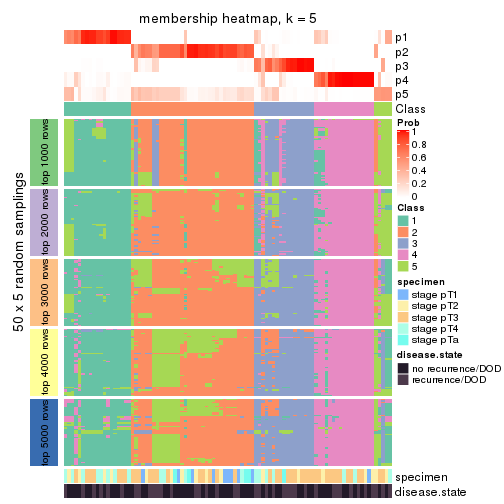 membership heatmap, k = 5
p1
p2
p3
p4
p5
Class
Prob
1
0.8
0.6
0.4
0.2
0
Class
1
2
3
4
5
specimen
stage pT1
stage pT2
stage pT3
stage pT4
stage pTa
disease.state
no recurrence/DOD
recurrence/DOD
50 x 5 random samplings
top 1000 rows
top 2000 rows
top 3000 rows
top 4000 rows
top 5000 rows
specimen
disease.state